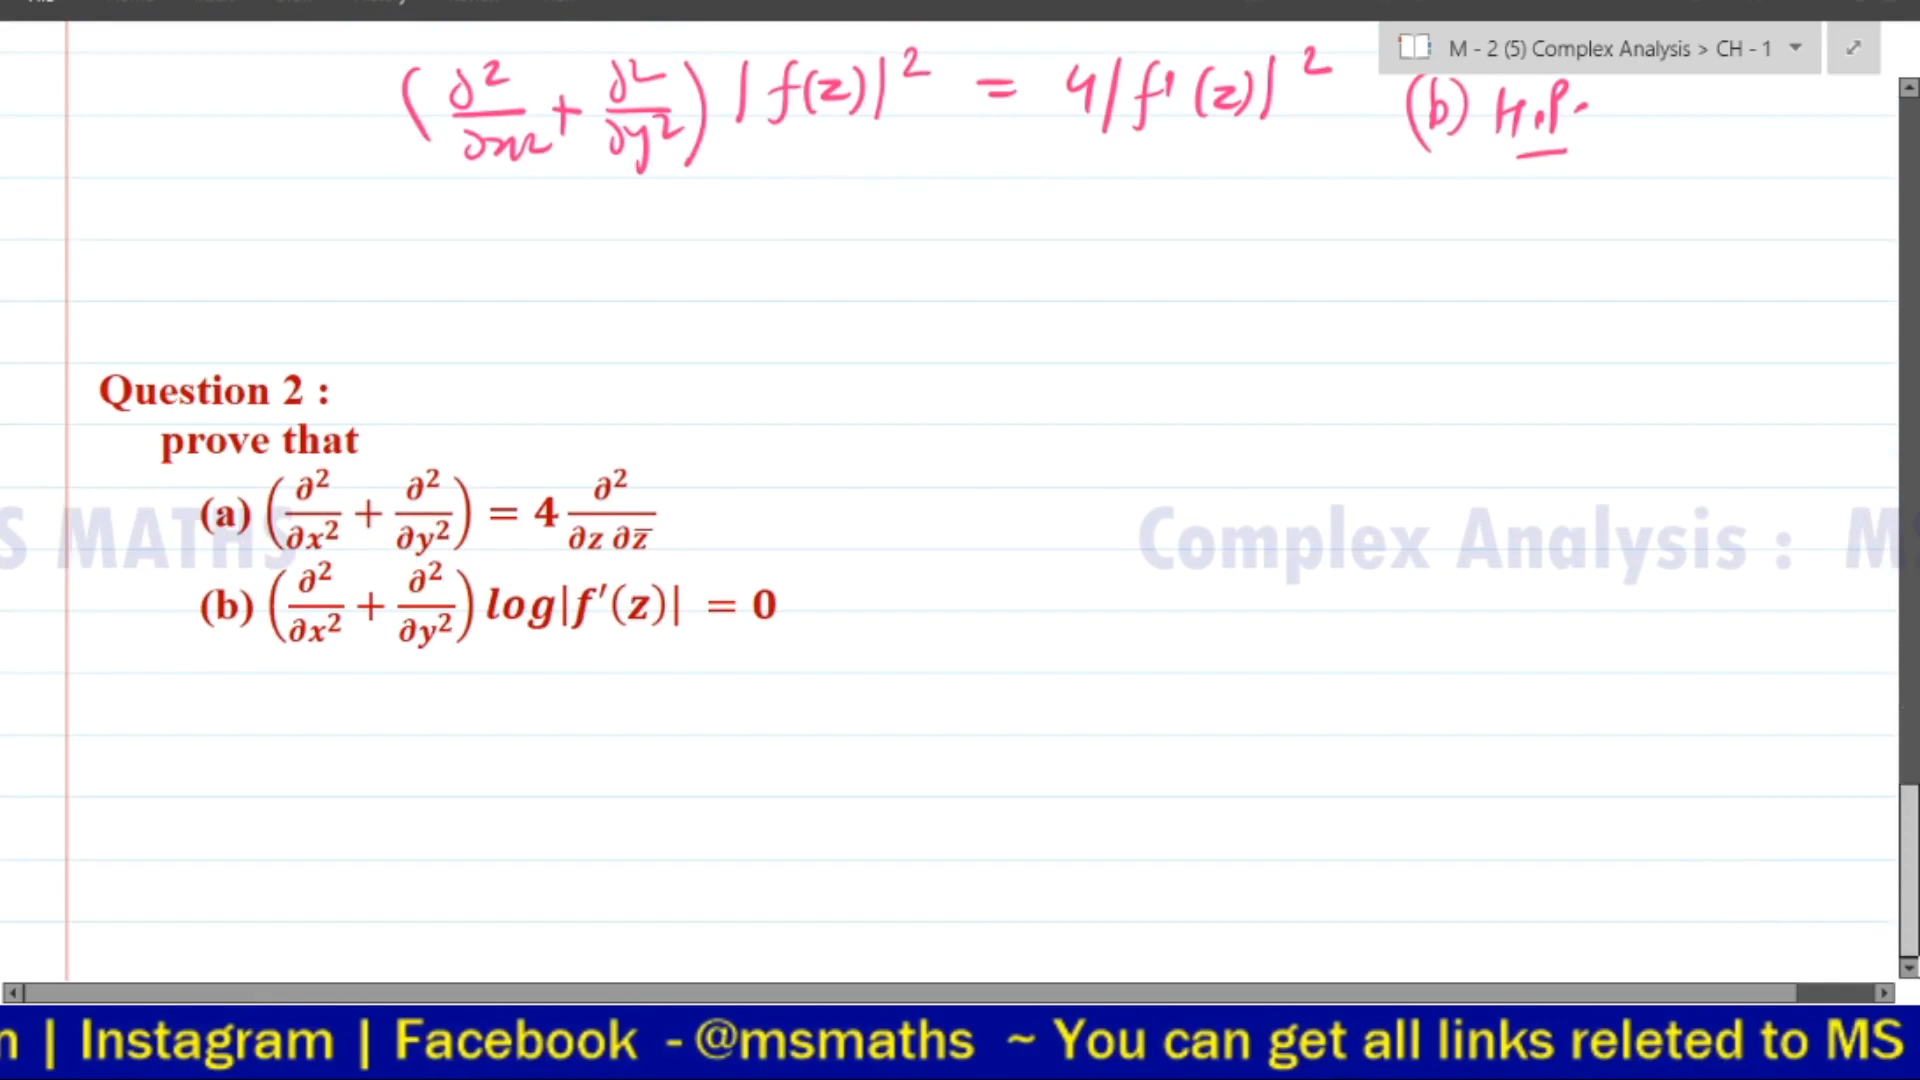 M - 2 (5) Complex Analysis > CH - 1
(∂²/∂x² + ∂²/∂y²) |f(z)|² = 4|f'(z)|² (b) H.P.
Question 2 :
prove that
(a) (∂²/∂x² + ∂²/∂y²) = 4 ∂²/∂z ∂z̅
S MATHS Complex Analysis : MS
(b) (∂²/∂x² + ∂²/∂y²) log|f′(z)| = 0
| Instagram | Facebook - @msmaths ~ You can get all links releted to MS